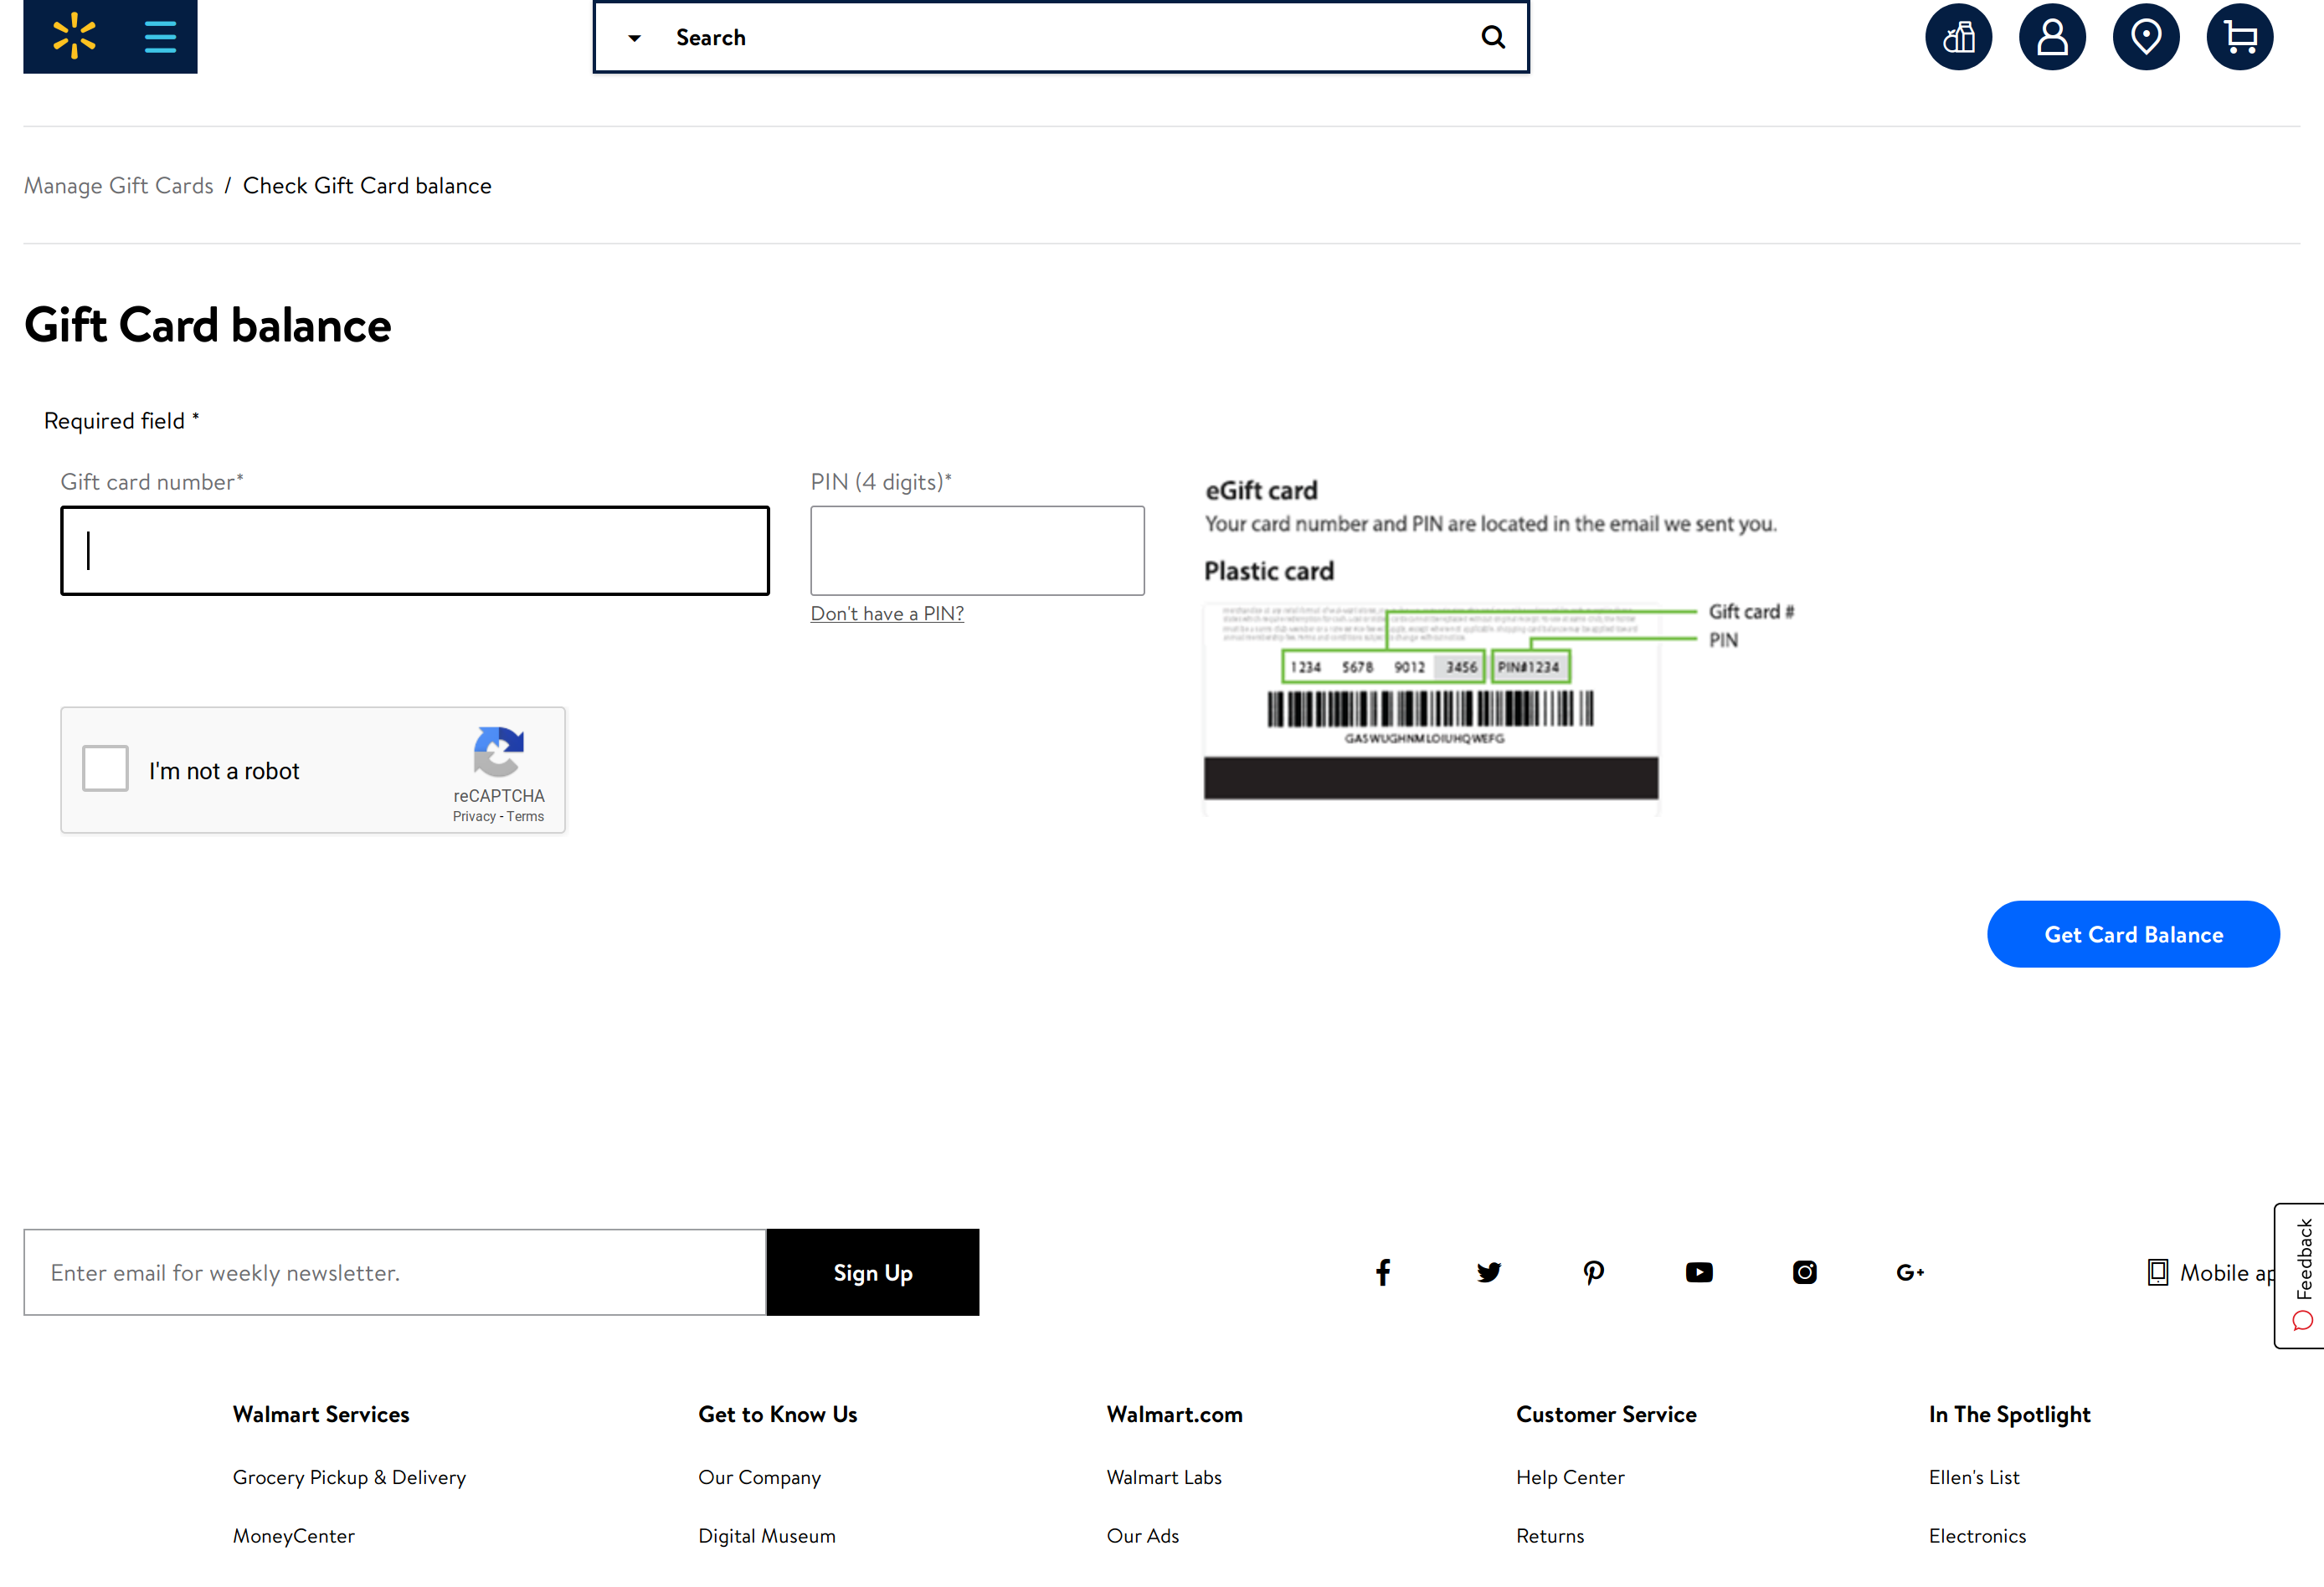 Search
Manage Gift Cards / Check Gift Card balance
Gift Card balance
Required field *
Gift card number*
PIN (4 digits)*
Don't have a PIN?
I'm not a robot
reCAPTCHA
Privacy - Terms
eGift card
Your card number and PIN are located in the email we sent you.
Plastic card
Gift card #
PIN
1234 5678 9012 3456 PIN#1234
GASWUGHNMLOIUHQWEFG
Get Card Balance
Feedback
Enter email for weekly newsletter.
Sign Up
G+
Mobile
Walmart Services
Grocery Pickup & Delivery
MoneyCenter
Get to Know Us
Our Company
Digital Museum
Walmart.com
Walmart Labs
Our Ads
Customer Service
Help Center
Returns
In The Spotlight
Ellen's List
Electronics